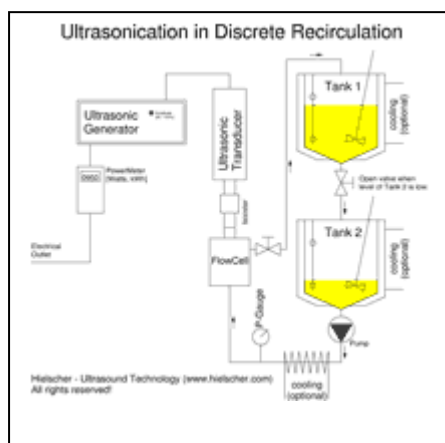 Ultrasonication in Discrete Recirculation
Tank 1
cooling
(optional)
Ultrasonic
Generator
Ultrasonic
Transducer
PowerMeter
(Watts, kWh)
booster
Open valve when
level of Tank 2 is low.
Tank 2
cooling
(optional)
Electrical
Outlet
FlowCell
P-Gauge
Pump
cooling
(optional)
Hielscher - Ultrasound Technology (www.hielscher.com)
All rights reserved!